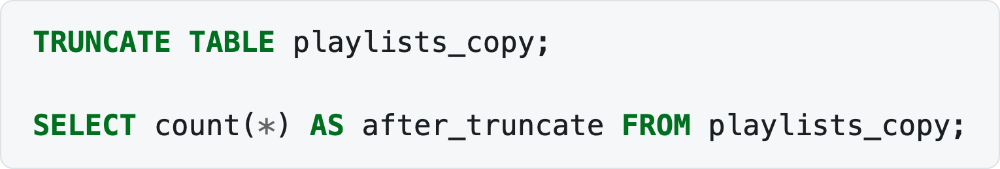 TRUNCATE TABLE playlists_copy;
SELECT count(*) AS after_truncate FROM playlists_copy;